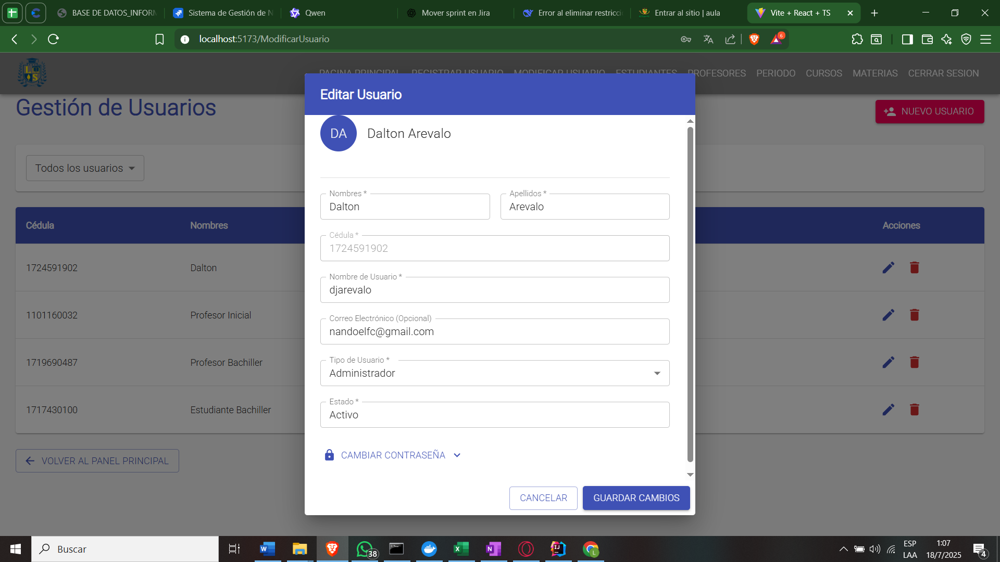 BASE DE DATOS_INFORM
Sistema de Gestión de N
Qwen
Mover sprint en Jira
Error al eliminar restricci
Entrar al sitio | aula
Vite + React + TS
localhost:5173/ModificarUsuario
6
LUIS
PAGINA PRINCIPAL REGISTRAR USUARIO MODIFICAR USUARIO ESTUDIANTES PROFESORES PERIODO CURSOS MATERIAS CERRAR SESION
Gestión de Usuarios
NUEVO USUARIO
Todos los usuarios
Cédula Nombres Acciones
1724591902 Dalton
1101160032 Profesor Inicial
1719690487 Profesor Bachiller
1717430100 Estudiante Bachiller
VOLVER AL PANEL PRINCIPAL
Editar Usuario
DA Dalton Arevalo
Nombres * Apellidos *
Dalton Arevalo
Cédula *
1724591902
Nombre de Usuario *
djarevalo
Correo Electrónico (Opcional)
nandoelfc@gmail.com
Tipo de Usuario *
Administrador
Estado *
Activo
CAMBIAR CONTRASEÑA
CANCELAR GUARDAR CAMBIOS
Buscar
38
ESP
LAA
1:07
18/7/2025
4